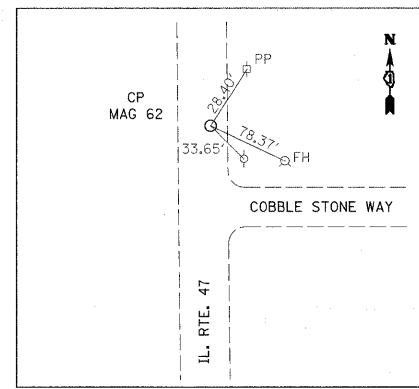 N
PP
CP
MAG 62
28.40'
78.37'
33.65'
FH
COBBLE STONE WAY
IL. RTE. 47